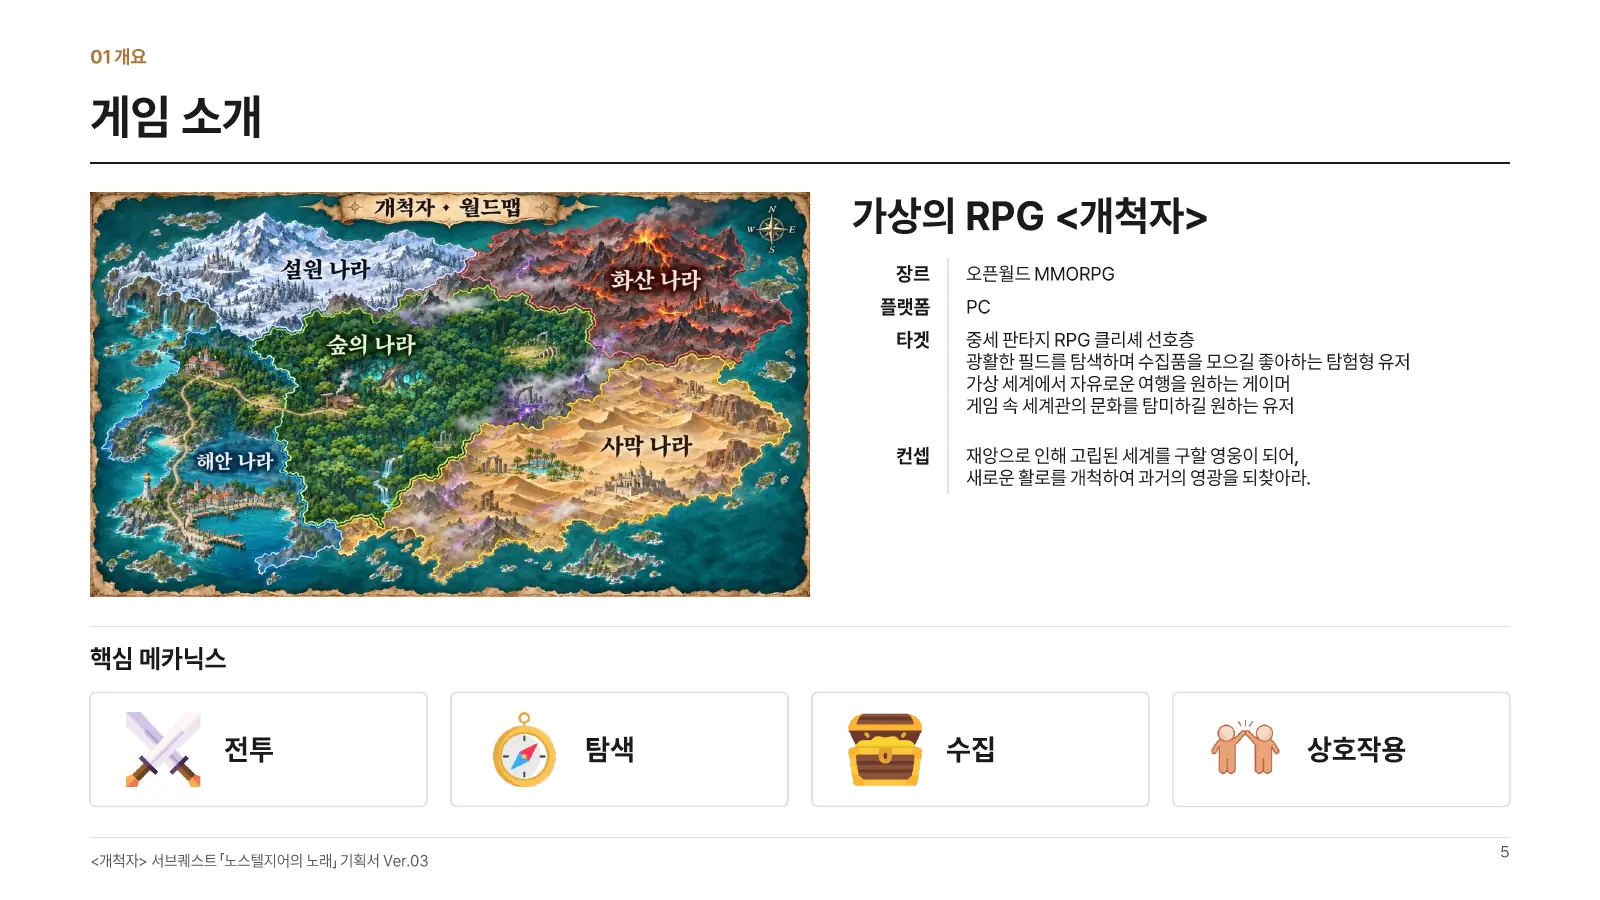 01 개요
게임 소개
개척자 • 월드맵
N
W
E
S
설원 나라
화산 나라
숲의 나라
해안 나라
사막 나라
가상의 RPG <개척자>
장르 오픈월드 MMORPG
플랫폼 PC
타겟 중세 판타지 RPG 클리셰 선호층
광활한 필드를 탐색하며 수집품을 모으길 좋아하는 탐험형 유저
가상 세계에서 자유로운 여행을 원하는 게이머
게임 속 세계관의 문화를 탐미하길 원하는 유저
컨셉 재앙으로 인해 고립된 세계를 구할 영웅이 되어,
새로운 활로를 개척하여 과거의 영광을 되찾아라.
핵심 메카닉스
전투
탐색
수집
상호작용
<개척자> 서브퀘스트 「노스텔지어의 노래」 기획서 Ver.03
5